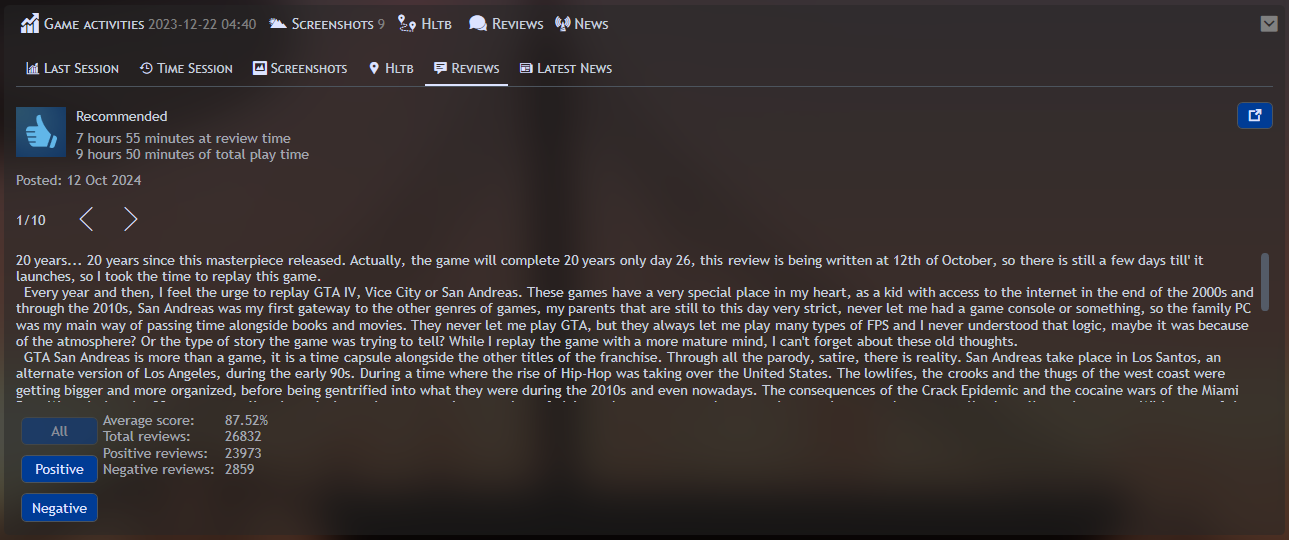 Game activities 2023-12-22 04:40 Screenshots 9 Hltb Reviews News
Last Session Time Session Screenshots Hltb Reviews Latest News
Recommended
7 hours 55 minutes at review time
9 hours 50 minutes of total play time
Posted: 12 Oct 2024
1/10
20 years... 20 years since this masterpiece released. Actually, the game will complete 20 years only day 26, this review is being written at 12th of October, so there is still a few days till' it
launches, so I took the time to replay this game.
Every year and then, I feel the urge to replay GTA IV, Vice City or San Andreas. These games have a very special place in my heart, as a kid with access to the internet in the end of the 2000s and
through the 2010s, San Andreas was my first gateway to the other genres of games, my parents that are still to this day very strict, never let me had a game console or something, so the family PC
was my main way of passing time alongside books and movies. They never let me play GTA, but they always let me play many types of FPS and I never understood that logic, maybe it was because
of the atmosphere? Or the type of story the game was trying to tell? While I replay the game with a more mature mind, I can't forget about these old thoughts.
GTA San Andreas is more than a game, it is a time capsule alongside the other titles of the franchise. Through all the parody, satire, there is reality. San Andreas take place in Los Santos, an
alternate version of Los Angeles, during the early 90s. During a time where the rise of Hip-Hop was taking over the United States. The lowlifes, the crooks and the thugs of the west coast were
getting bigger and more organized, before being gentrified into what they were during the 2010s and even nowadays. The consequences of the Crack Epidemic and the cocaine wars of the Miami
All
Average score: 87.52%
Total reviews: 26832
Positive reviews: 23973
Negative reviews: 2859
Positive
Negative